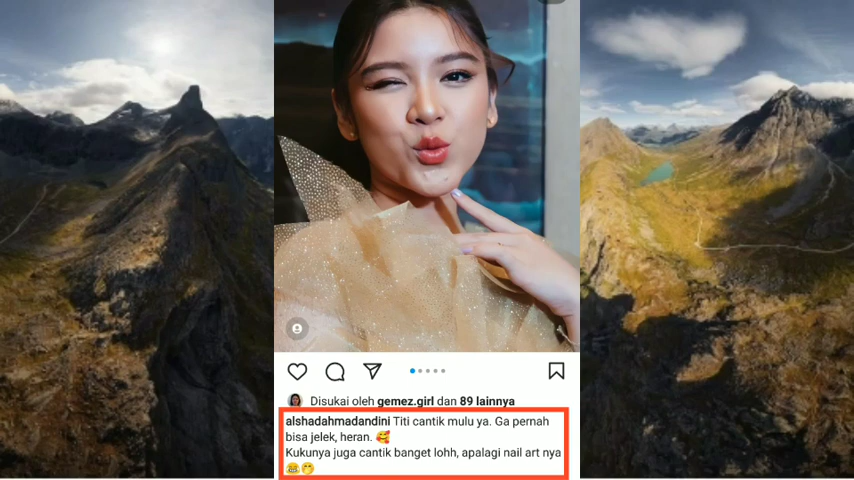 Disukai oleh gemez.girl dan 89 lainnya
alshadahmadandini Titi cantik mulu ya. Ga pernah
bisa jelek, heran. 🥰
Kukunya juga cantik banget lohh, apalagi nail art nya
😂🤭